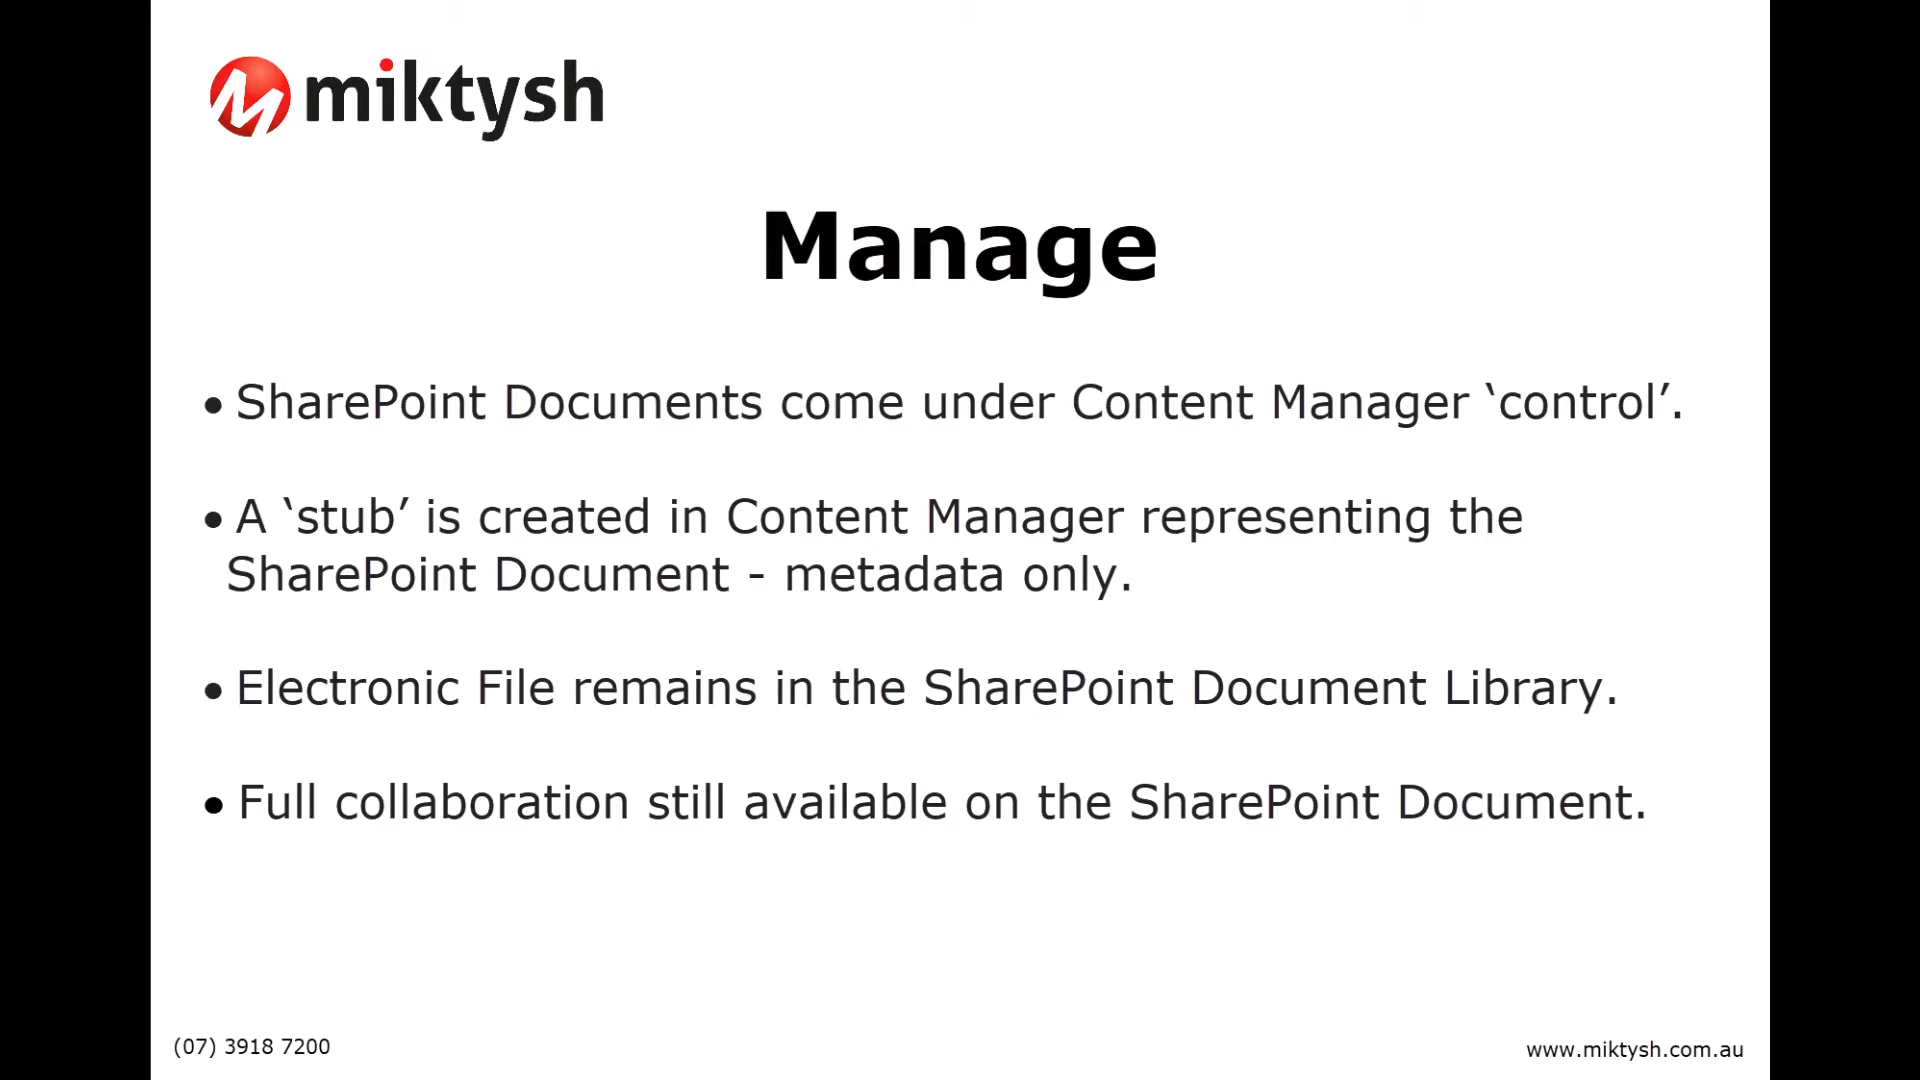 miktysh
Manage
• SharePoint Documents come under Content Manager ‘control’.
• A ‘stub’ is created in Content Manager representing the
SharePoint Document - metadata only.
• Electronic File remains in the SharePoint Document Library.
• Full collaboration still available on the SharePoint Document.
(07) 3918 7200
www.miktysh.com.au